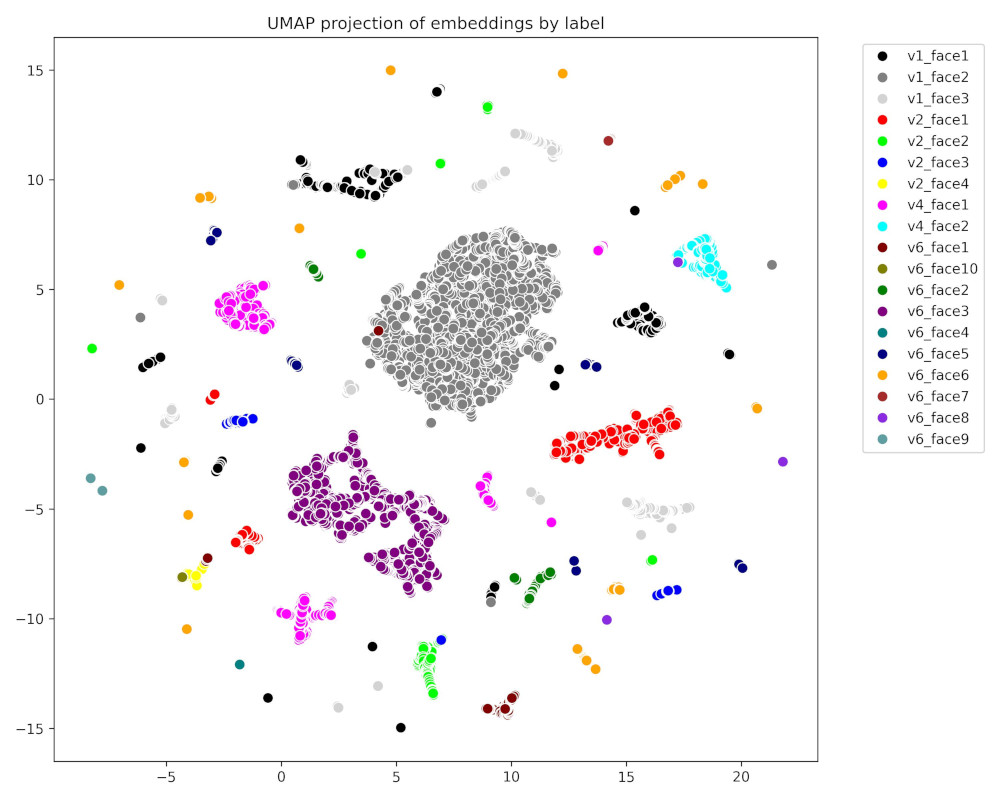 UMAP projection of embeddings by label
15
10
5
0
−5
−10
−15
−5
0
5
10
15
20
v1_face1
v1_face2
v1_face3
v2_face1
v2_face2
v2_face3
v2_face4
v4_face1
v4_face2
v6_face1
v6_face10
v6_face2
v6_face3
v6_face4
v6_face5
v6_face6
v6_face7
v6_face8
v6_face9